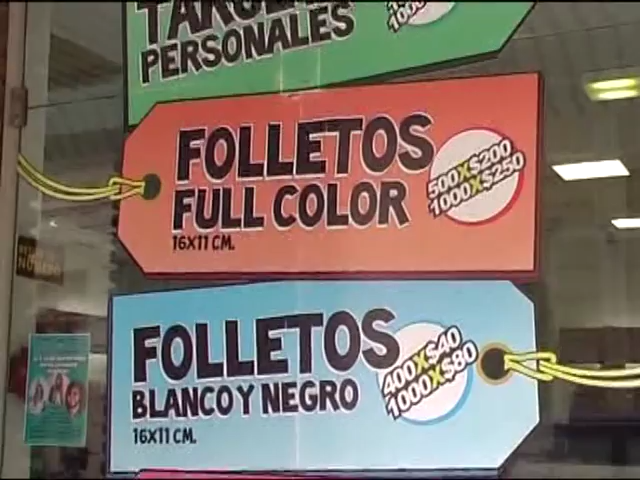 PERSONALES
FOLLETOS
FULL COLOR
16X11 CM.
500X$200
1000X$250
FOLLETOS
BLANCO Y NEGRO
16X11 CM.
400X$40
1000X$80